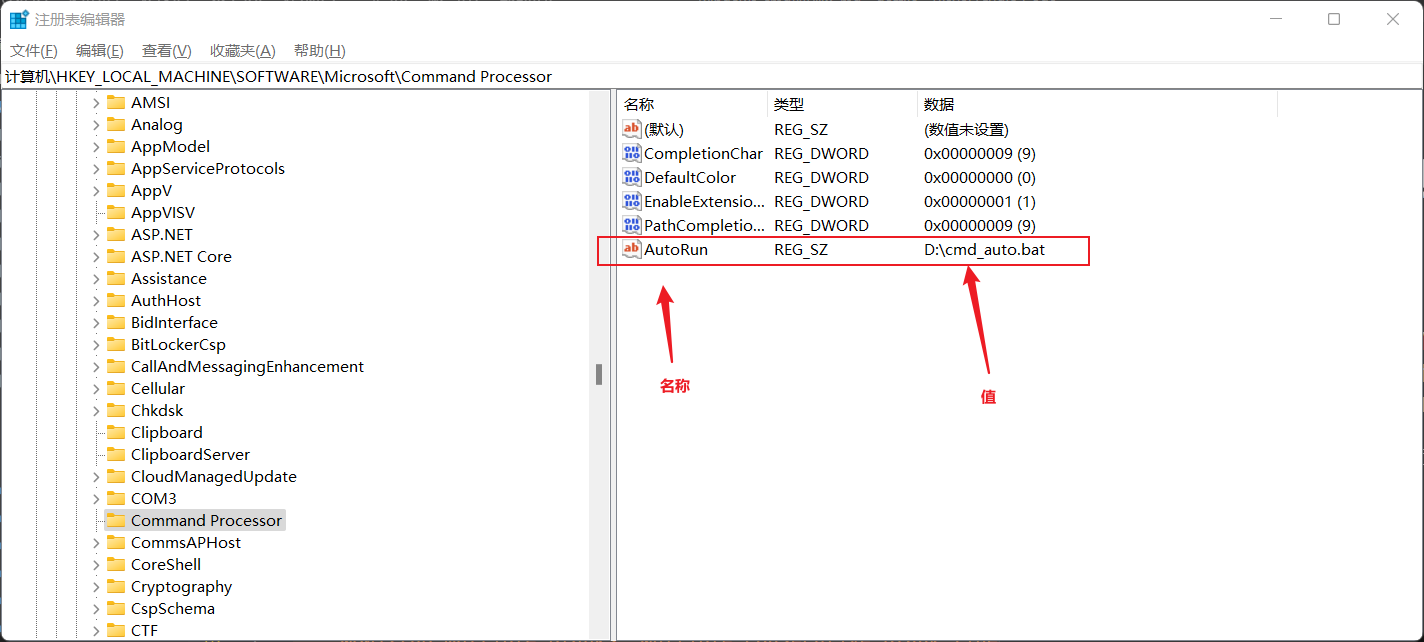 注册表编辑器
文件(F) 编辑(E) 查看(V) 收藏夹(A) 帮助(H)
计算机\HKEY_LOCAL_MACHINE\SOFTWARE\Microsoft\Command Processor
AMSI
Analog
AppModel
AppServiceProtocols
AppV
AppVISV
ASP.NET
ASP.NET Core
Assistance
AuthHost
BidInterface
BitLockerCsp
CallAndMessagingEnhancement
Cellular
Chkdsk
Clipboard
ClipboardServer
CloudManagedUpdate
COM3
Command Processor
CommsAPHost
CoreShell
Cryptography
CspSchema
CTF
名称 类型 数据
(默认) REG_SZ (数值未设置)
CompletionChar REG_DWORD 0x00000009 (9)
DefaultColor REG_DWORD 0x00000000 (0)
EnableExtensio... REG_DWORD 0x00000001 (1)
PathCompletio... REG_DWORD 0x00000009 (9)
AutoRun REG_SZ D:\cmd_auto.bat
名称
值